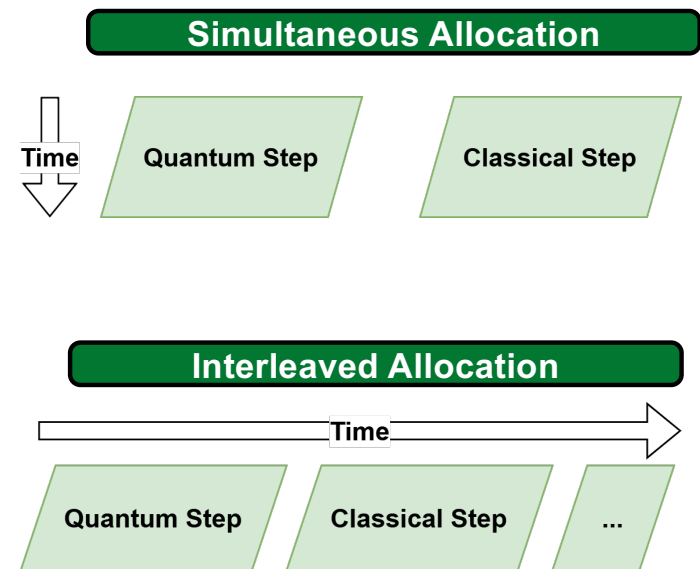 Simultaneous Allocation
Time
Quantum Step
Classical Step
Interleaved Allocation
Time
Quantum Step
Classical Step
...